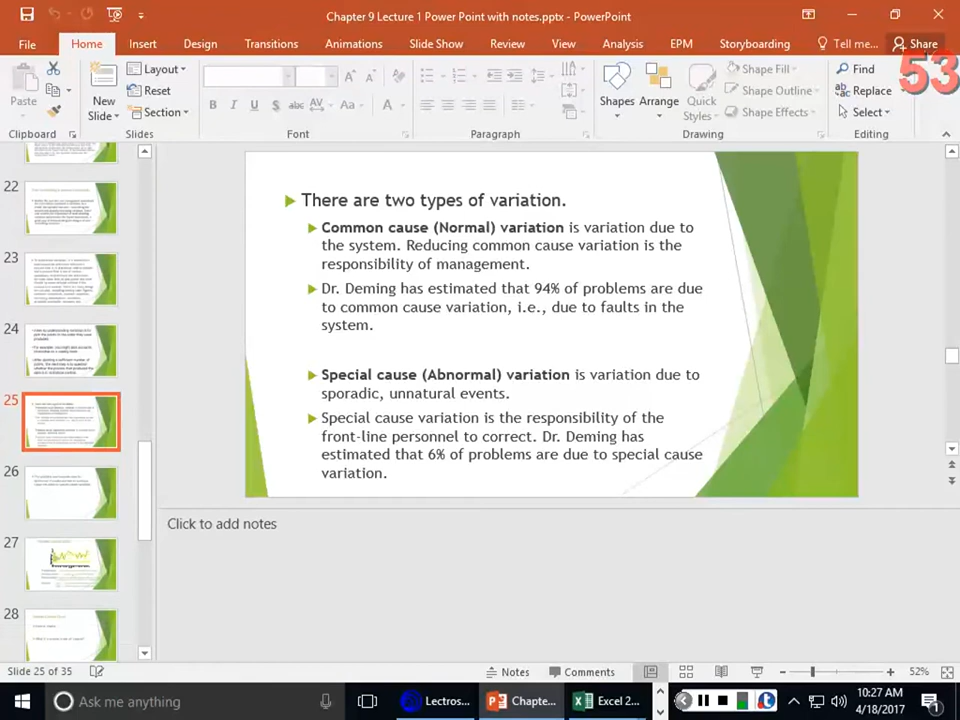 Chapter 9 Lecture 1 Power Point with notes.pptx - PowerPoint
File Home Insert Design Transitions Animations Slide Show Review View Analysis EPM Storyboarding Tell me... Share
53
Paste
New
Slide
Layout
Reset
Section
B I U S abc AV Aa A
Shapes
Arrange
Quick
Styles
Shape Fill
Shape Outline
Shape Effects
Find
Replace
Select
Clipboard Slides Font Paragraph Drawing Editing
22
23
24
25
26
27
28
There are two types of variation.
Common cause (Normal) variation is variation due to
the system. Reducing common cause variation is the
responsibility of management.
Dr. Deming has estimated that 94% of problems are due
to common cause variation, i.e., due to faults in the
system.
Special cause (Abnormal) variation is variation due to
sporadic, unnatural events.
Special cause variation is the responsibility of the
front-line personnel to correct. Dr. Deming has
estimated that 6% of problems are due to special cause
variation.
Click to add notes
Slide 25 of 35
Notes
Comments
52%
Ask me anything
Lectros...
Chapte...
Excel 2...
10:27 AM
4/18/2017
1